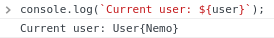 console.log(`Current user: ${user}`);
Current user: User{Nemo}